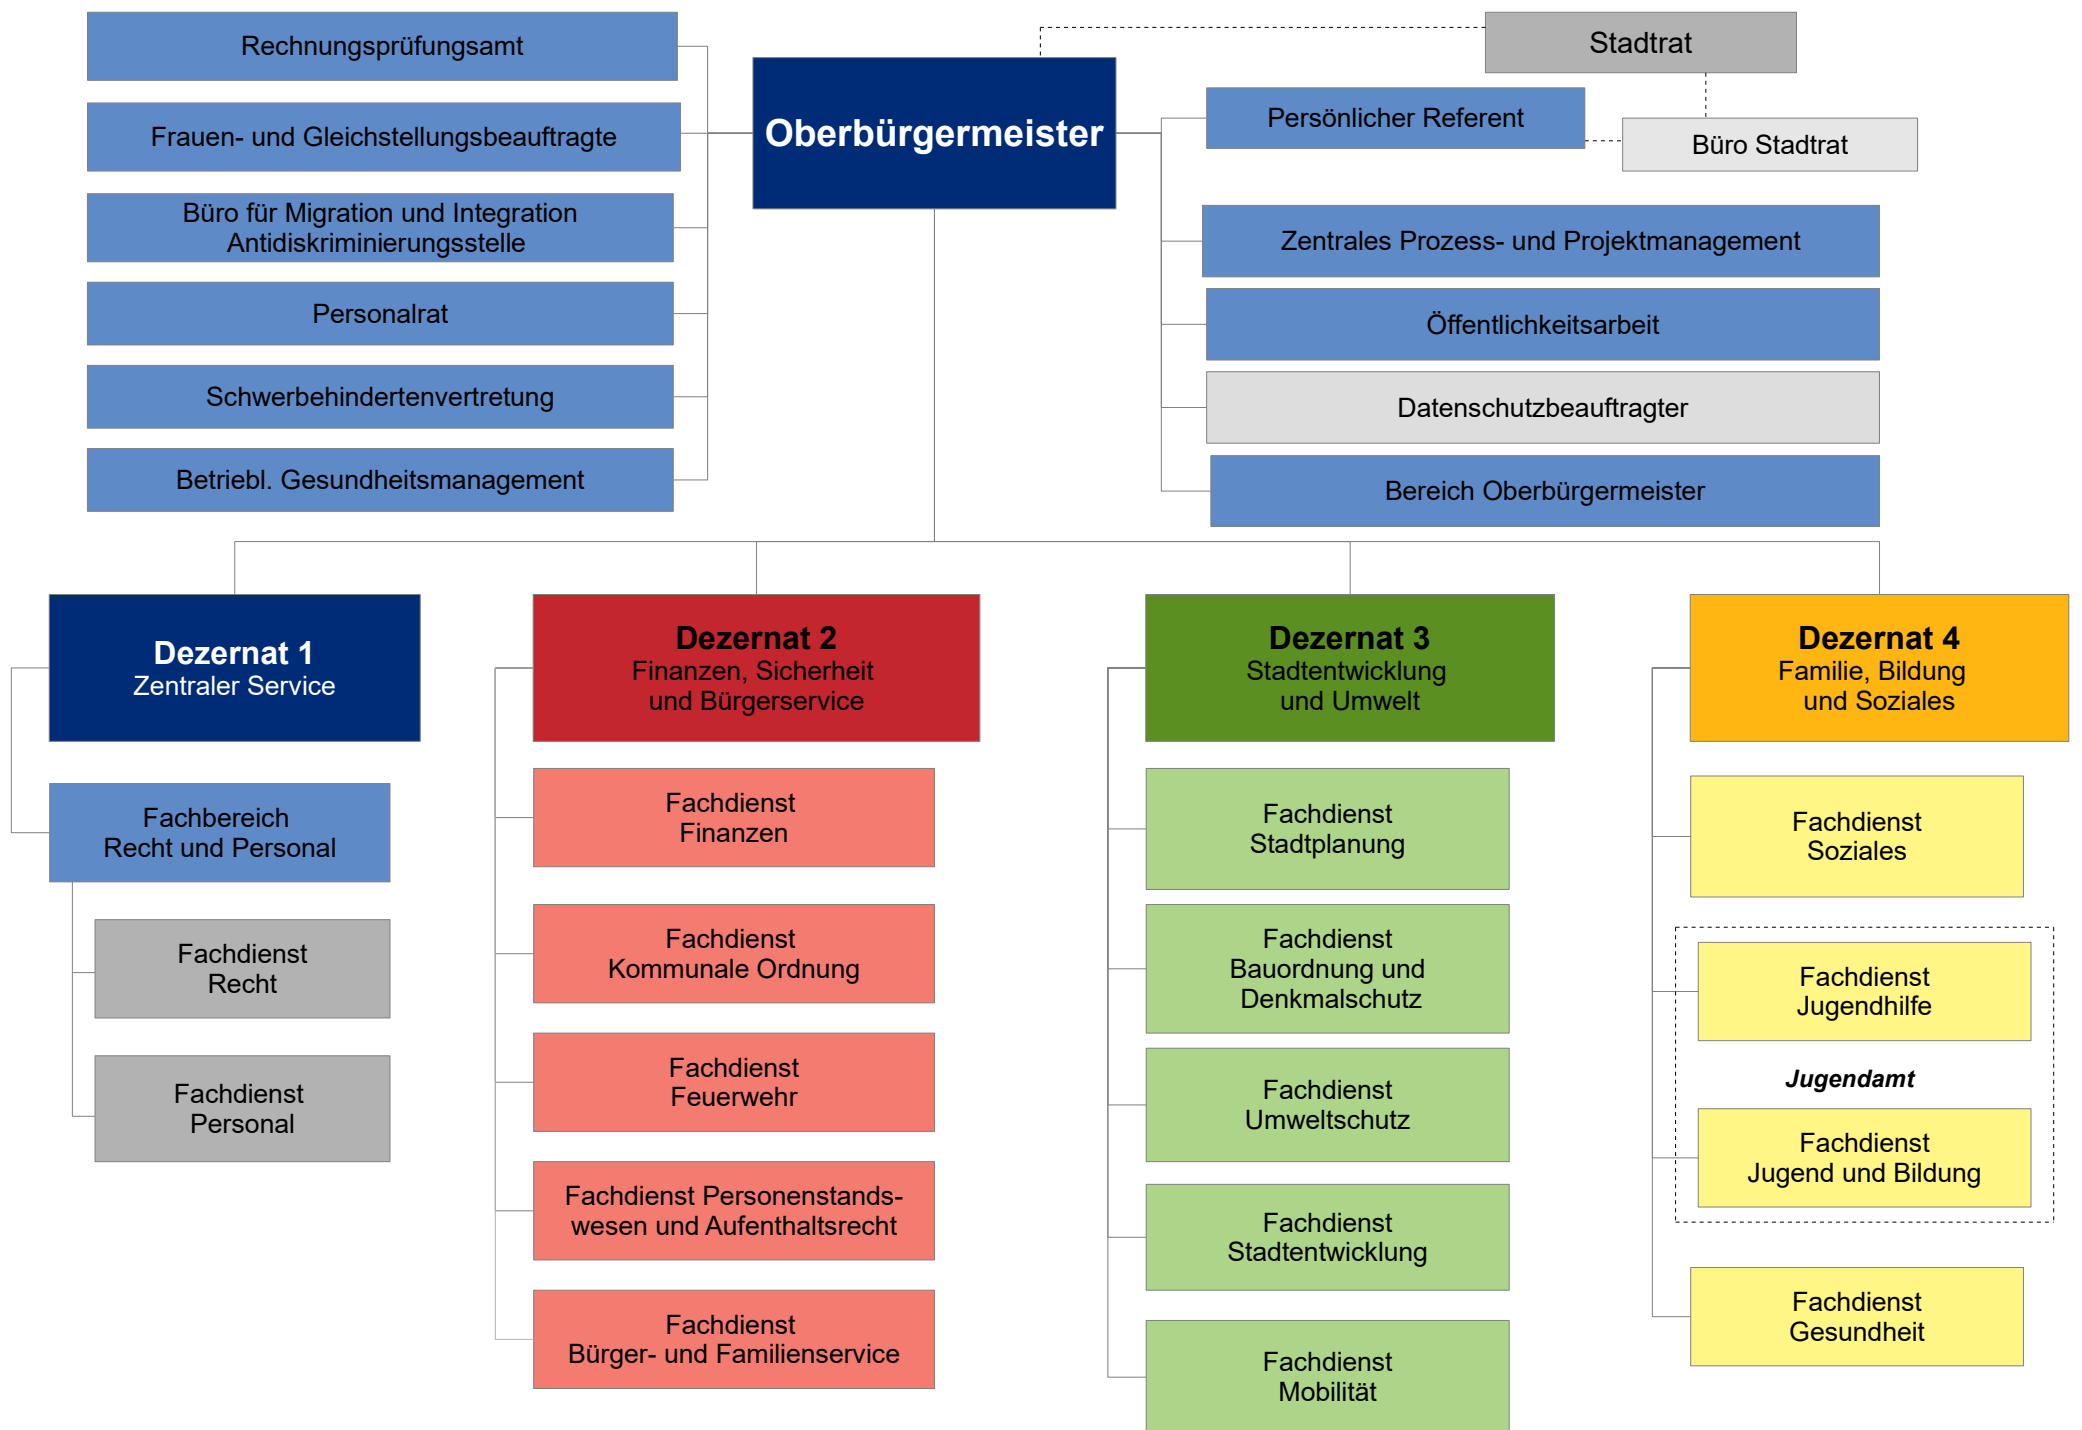 Rechnungsprüfungsamt
Frauen- und Gleichstellungsbeauftragte
Büro für Migration und Integration
Antidiskriminierungsstelle
Personalrat
Schwerbehindertenvertretung
Betriebl. Gesundheitsmanagement
Oberbürgermeister
Stadtrat
Persönlicher Referent
Büro Stadtrat
Zentrales Prozess- und Projektmanagement
Öffentlichkeitsarbeit
Datenschutzbeauftragter
Bereich Oberbürgermeister
Dezernat 1
Zentraler Service
Fachbereich
Recht und Personal
Fachdienst
Recht
Fachdienst
Personal
Dezernat 2
Finanzen, Sicherheit
und Bürgerservice
Fachdienst
Finanzen
Fachdienst
Kommunale Ordnung
Fachdienst
Feuerwehr
Fachdienst Personenstands-
wesen und Aufenthaltsrecht
Fachdienst
Bürger- und Familienservice
Dezernat 3
Stadtentwicklung
und Umwelt
Fachdienst
Stadtplanung
Fachdienst
Bauordnung und
Denkmalschutz
Fachdienst
Umweltschutz
Fachdienst
Stadtentwicklung
Fachdienst
Mobilität
Dezernat 4
Familie, Bildung
und Soziales
Fachdienst
Soziales
Fachdienst
Jugendhilfe
Jugendamt
Fachdienst
Jugend und Bildung
Fachdienst
Gesundheit